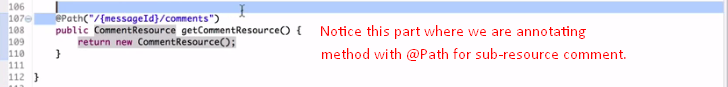 106
107 @Path("/{messageId}/comments")
108 public CommentResource getCommentResource() {
109 return new CommentResource();
110 }
111
112 }
Notice this part where we are annotating
method with @Path for sub-resource comment.